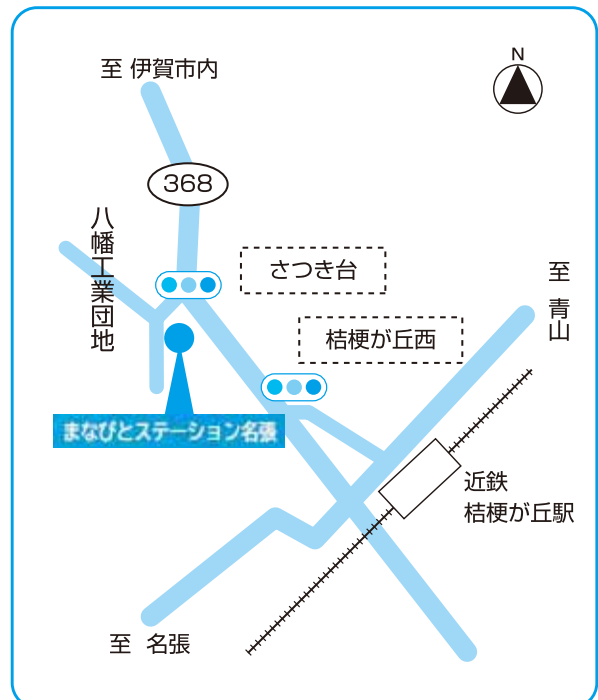 至 伊賀市内
N
368
八幡工業団地
さつき台
至 青山
桔梗が丘西
まなびとステーション名張
近鉄
桔梗が丘駅
至 名張